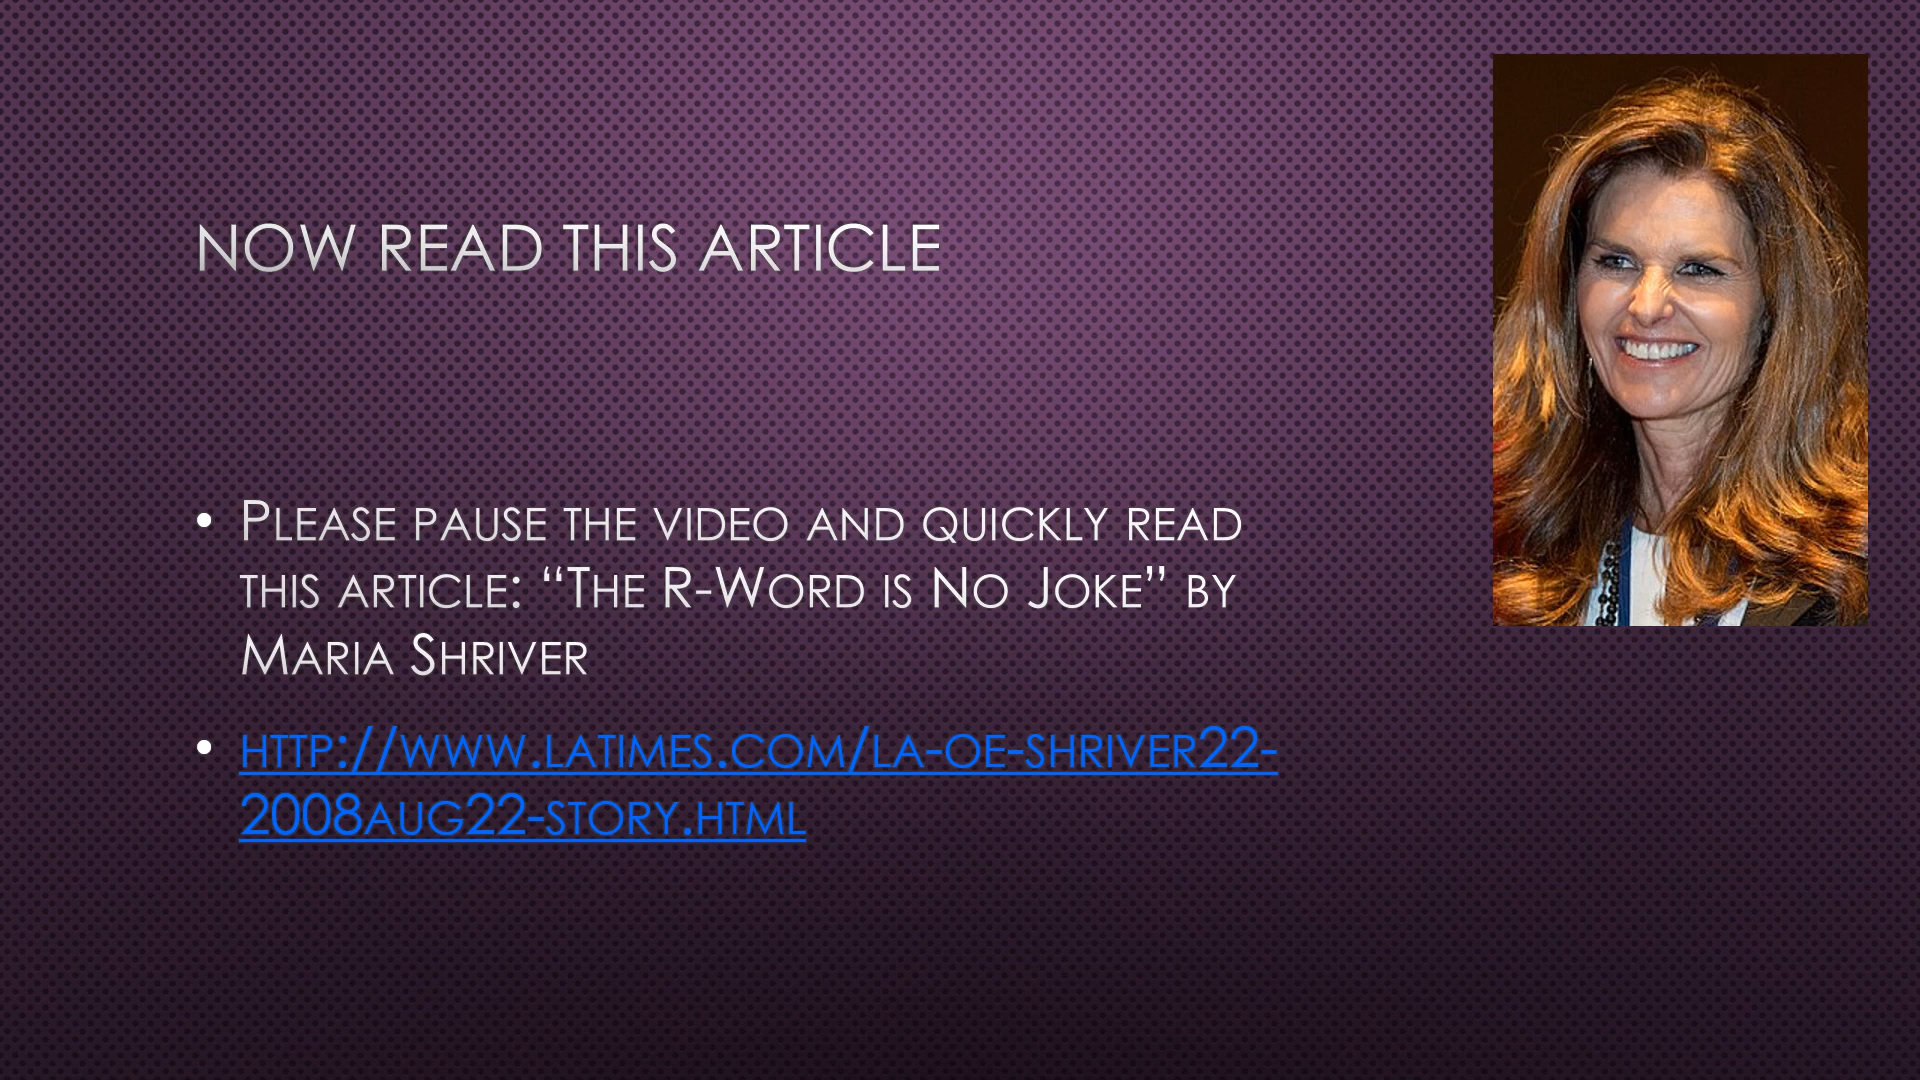 NOW READ THIS ARTICLE
• PLEASE PAUSE THE VIDEO AND QUICKLY READ
THIS ARTICLE: “THE R-WORD IS NO JOKE” BY
MARIA SHRIVER
• HTTP://WWW.LATIMES.COM/LA-OE-SHRIVER22-
2008AUG22-STORY.HTML